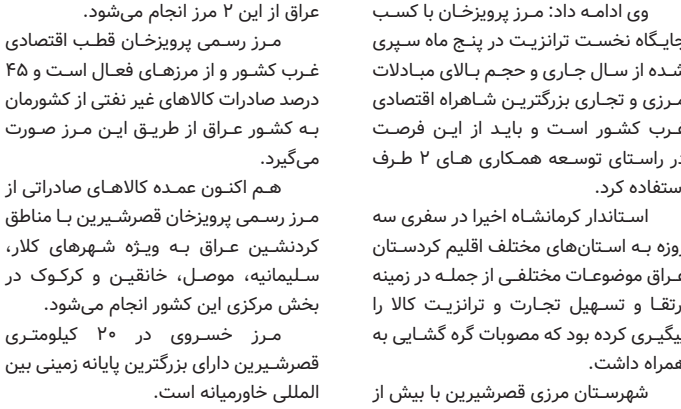 وی ادامه داد: مرز پرویزخان با کسب
جایگاه نخست ترانزیت در پنج ماه سپری
شده از سال جاری و حجم بالای مبادلات
مرزی و تجاری بزرگترین شاهراه اقتصادی
غرب کشور است و باید از این فرصت
در راستای توسعه همکاری های ۲ طرف
استفاده کرد.
استاندار کرمانشاه اخیرا در سفری سه
روزه به استان‌های مختلف اقلیم کردستان
عراق موضوعات مختلفی از جمله در زمینه
ارتقا و تسهیل تجارت و ترانزیت کالا را
پیگیری کرده بود که مصوبات گره گشایی به
همراه داشت.
شهرستان مرزی قصرشیرین با بیش از
عراق از این ۲ مرز انجام می‌شود.
مرز رسمی پرویزخان قطب اقتصادی
غرب کشور و از مرزهای فعال است و ۴۵
درصد صادرات کالاهای غیر نفتی از کشورمان
به کشور عراق از طریق این مرز صورت
می‌گیرد.
هم اکنون عمده کالاهای صادراتی از
مرز رسمی پرویزخان قصرشیرین با مناطق
کردنشین عراق به ویژه شهرهای کلار،
سلیمانیه، موصل، خانقین و کرکوک در
بخش مرکزی این کشور انجام می‌شود.
مرز خسروی در ۲۰ کیلومتری
قصرشیرین دارای بزرگترین پایانه زمینی بین
المللی خاورمیانه است.